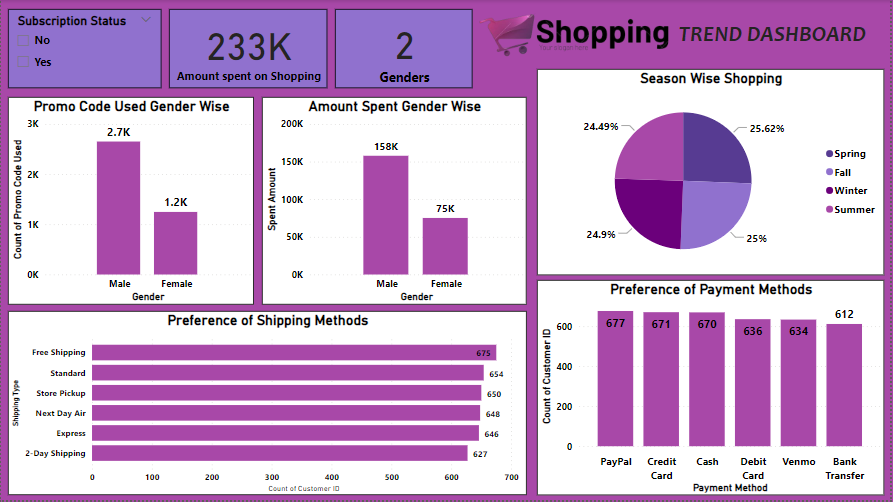 Subscription Status
No
Yes
233K
Amount spent on Shopping
2
Genders
Shopping
TREND DASHBOARD
Promo Code Used Gender Wise
Count of Promo Code Used
3K
2K
1K
0K
2.7K
1.2K
Male
Female
Gender
Amount Spent Gender Wise
Spent Amount
200K
150K
100K
50K
0K
158K
75K
Male
Female
Gender
Season Wise Shopping
24.49%
25.62%
24.9%
25%
Spring
Fall
Winter
Summer
Preference of Shipping Methods
Shipping Type
Free Shipping
675
Standard
654
Store Pickup
650
Next Day Air
648
Express
646
2-Day Shipping
627
0
100
200
300
400
500
600
700
Count of Customer ID
Preference of Payment Methods
Count of Customer ID
600
400
200
0
677
671
670
636
634
612
PayPal
Credit
Card
Cash
Debit
Card
Venmo
Bank
Transfer
Payment Method